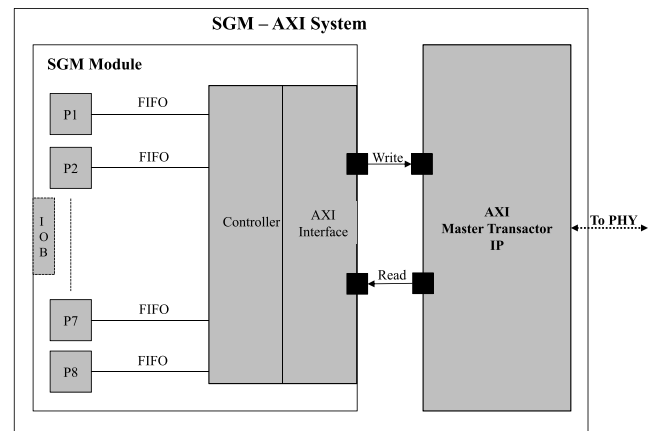 SGM – AXI System
SGM Module
P1
FIFO
P2
FIFO
I
O
B
Controller
AXI
Interface
Write
Read
AXI
Master Transactor
IP
To PHY
P7
FIFO
P8
FIFO